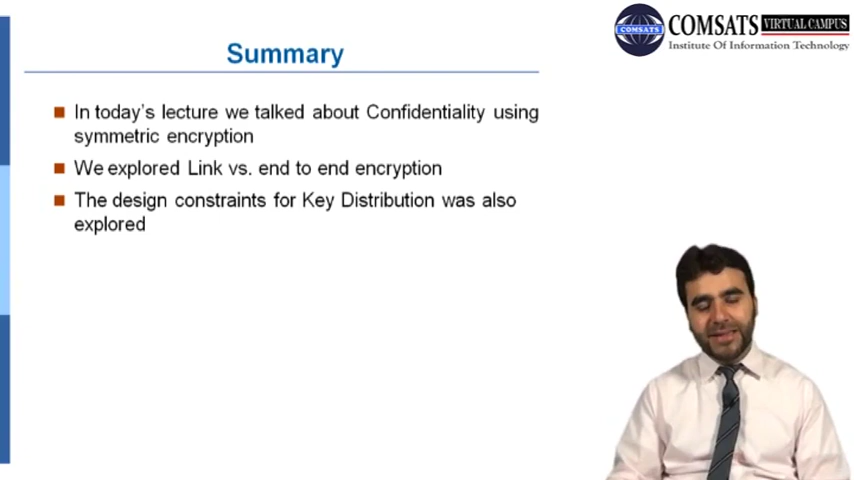 COMSATS VIRTUAL CAMPUS
COMSATS
Institute Of Information Technology
Summary
In today's lecture we talked about Confidentiality using
symmetric encryption
We explored Link vs. end to end encryption
The design constraints for Key Distribution was also
explored